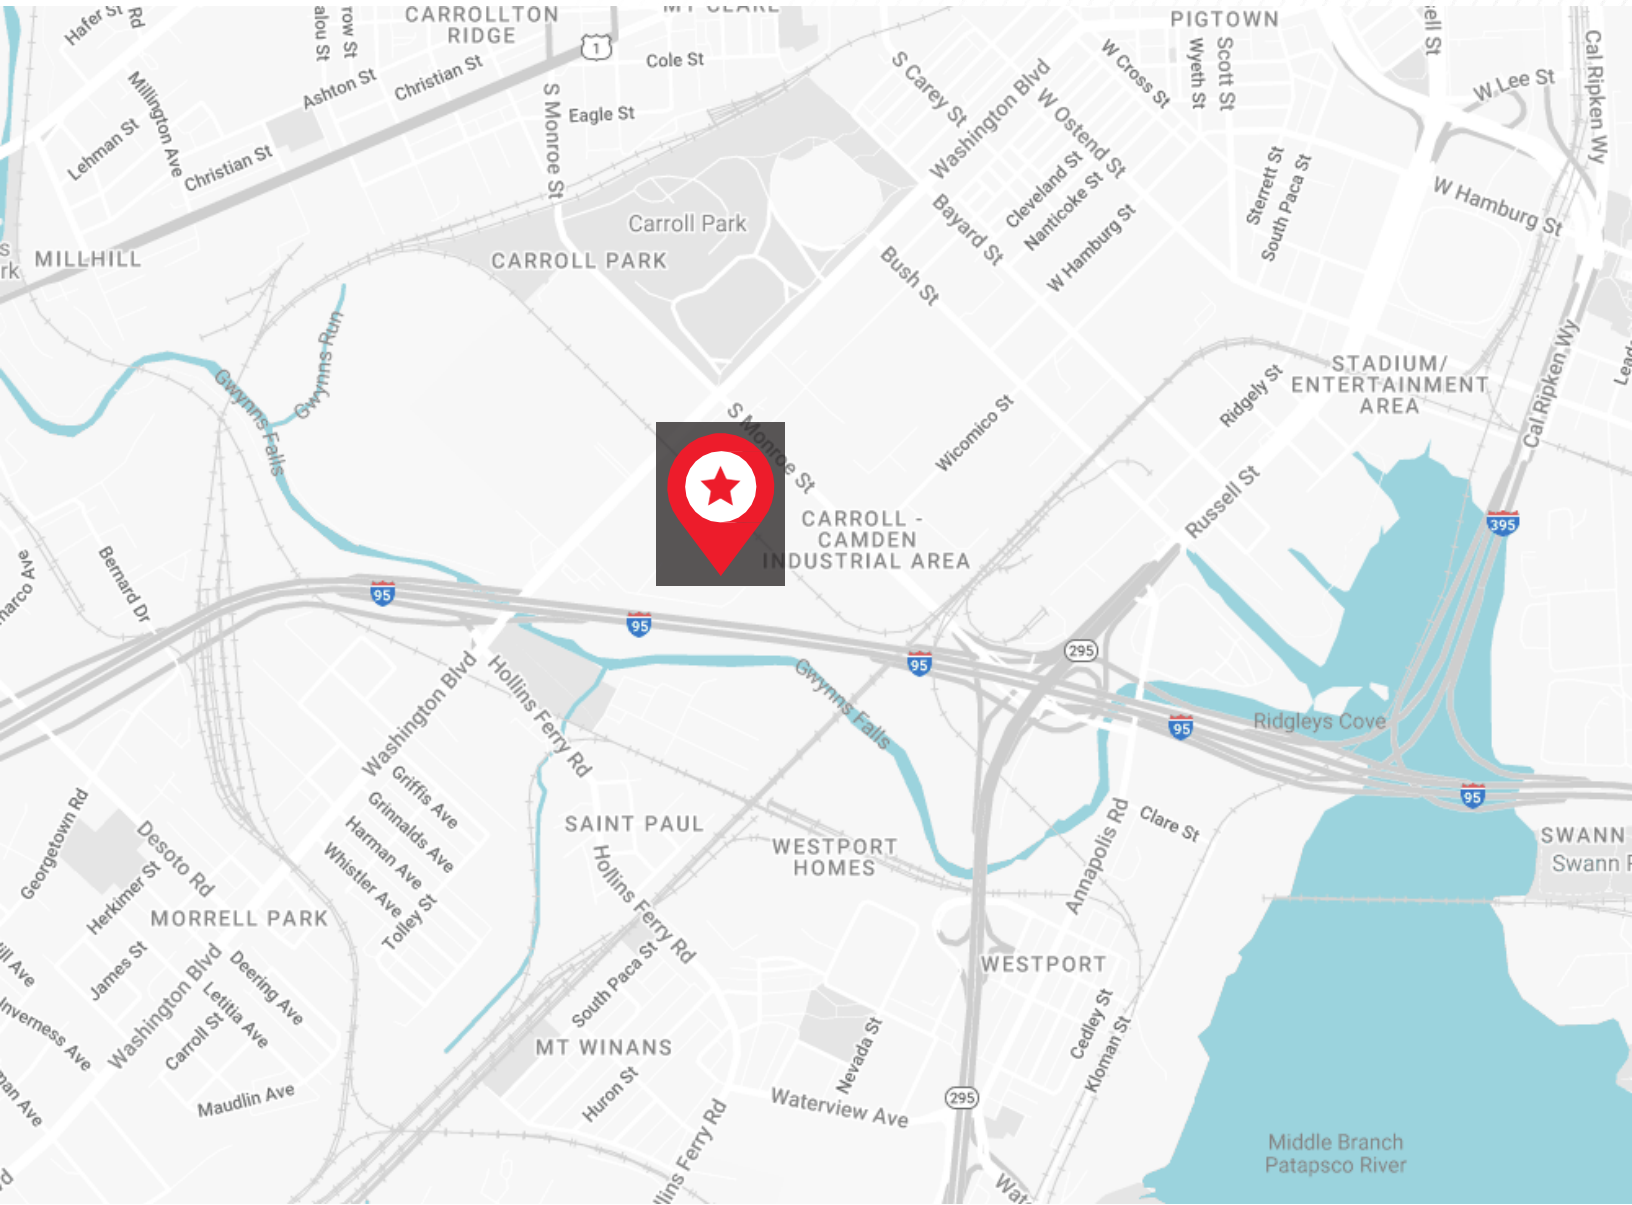 CARROLLTON
RIDGE
MT CLARE
PIGTOWN
Hafer St
Rd
Cole St
Christian St
Ashton St
Millington Ave
Lehman St
Christian St
Eagle St
1
S Monroe St
S Carey St
Washington Blvd
W Ostend St
W Cross St
Wyeth St
Scott St
W Lee St
Cal Ripken Wy
W Hamburg St
Sterrett St
South Paca St
Cleveland St
Nanticoke St
W Hamburg St
Bayard St
Bush St
Carroll Park
CARROLL PARK
MILLHILL
Gwynns Run
Gwynns Falls
STADIUM/
ENTERTAINMENT
AREA
Cal Ripken Wy
Ridgely St
Wicomico St
S Monroe St
Russell St
CARROLL -
CAMDEN
INDUSTRIAL AREA
395
95
95
95
295
95
95
Bernard Dr
Washington Blvd
Hollins Ferry Rd
Gwynns Falls
Ridgleys Cove
Griffis Ave
Grinnalds Ave
Harman Ave
Whistler Ave
Tolley St
Georgetown Rd
Desoto Rd
Herkimer St
SAINT PAUL
WESTPORT
HOMES
Annapolis Rd
Clare St
SWANN
Swann
MORRELL PARK
Hollins Ferry Rd
James St
Washington Blvd
Deering Ave
Letitia Ave
Carroll St
Inverness Ave
South Paca St
WESTPORT
MT WINANS
Nevada St
Cedley St
Kloman St
Maudlin Ave
Huron St
Waterview Ave
295
Middle Branch
Patapsco River